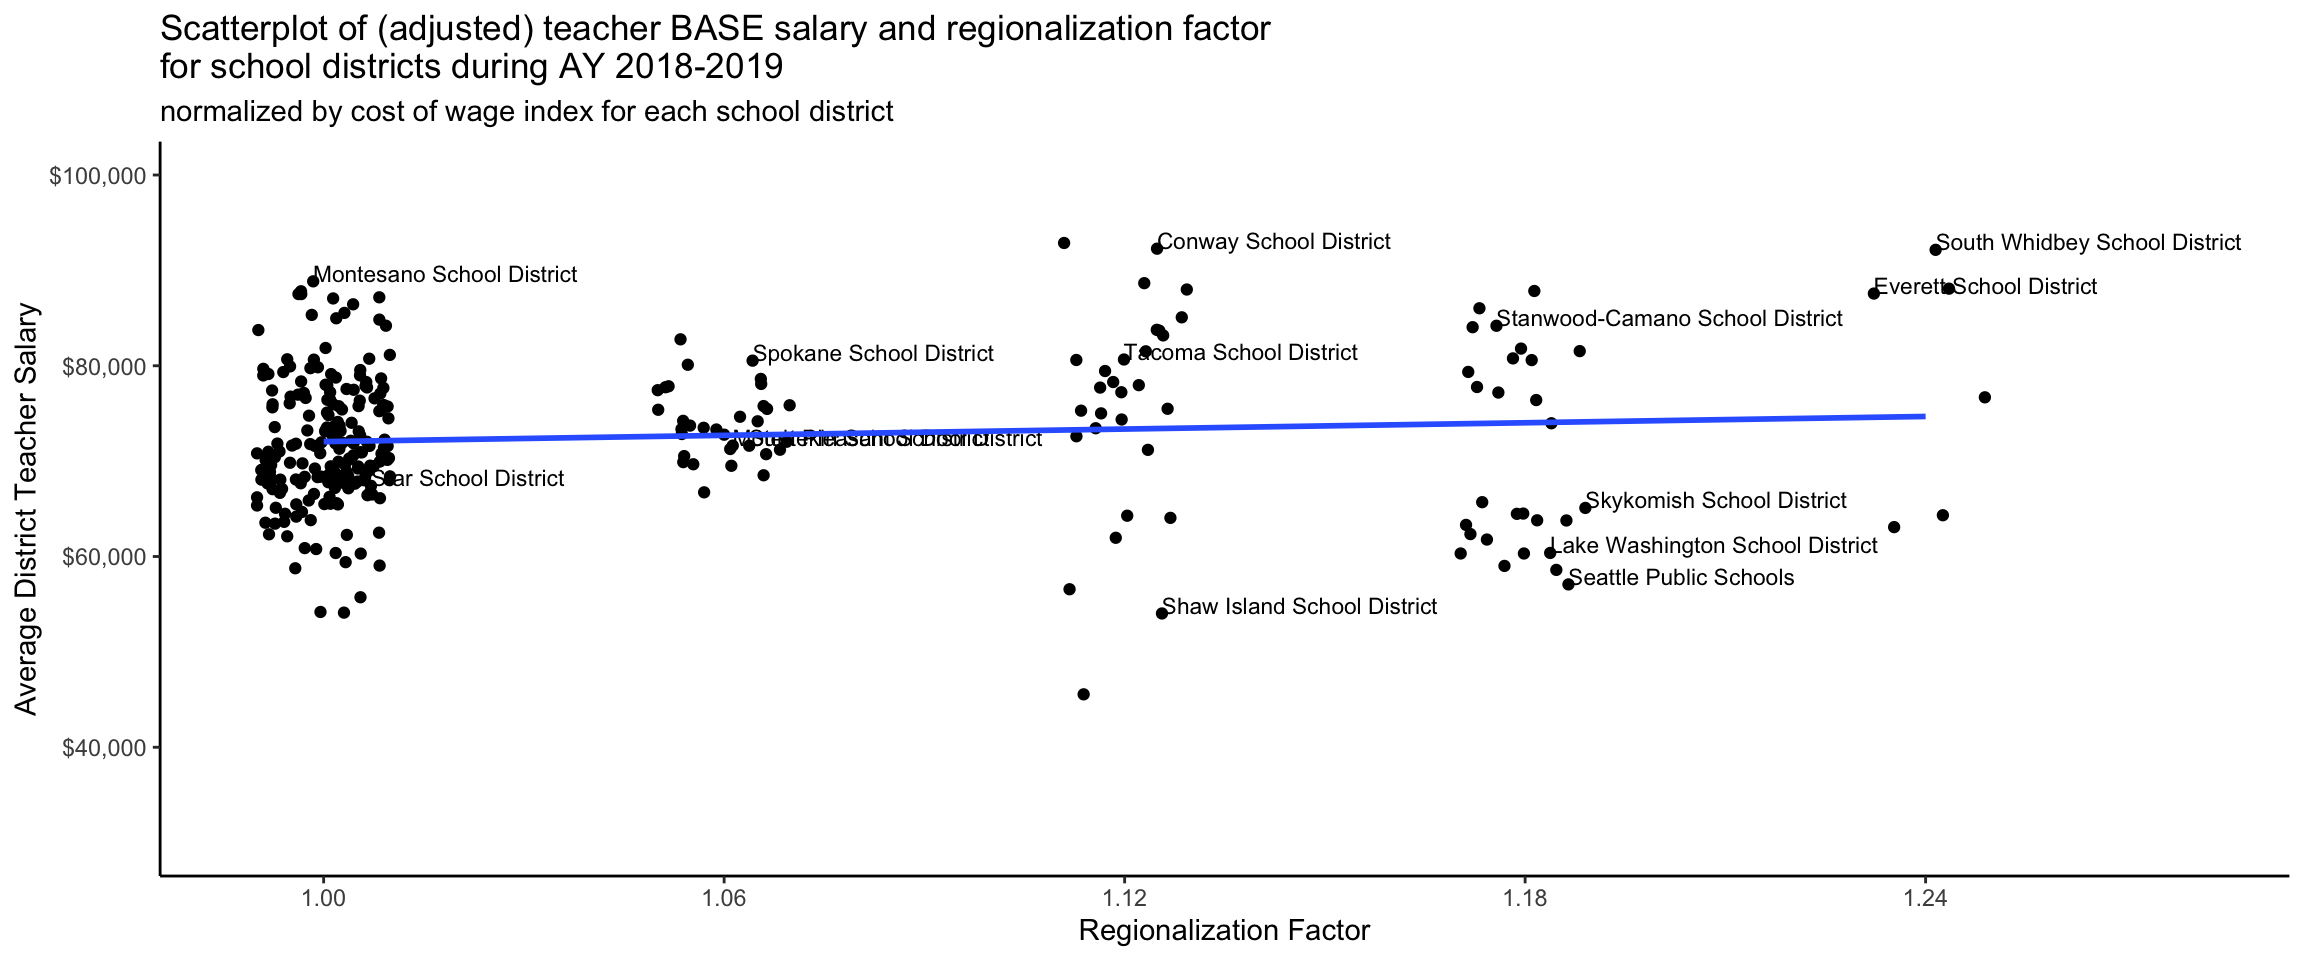 Scatterplot of (adjusted) teacher BASE salary and regionalization factor
for school districts during AY 2018-2019
normalized by cost of wage index for each school district
$100,000
$80,000
$60,000
$40,000
Average District Teacher Salary
Conway School District
South Whidbey School District
Montesano School District
Everett School District
Stanwood-Camano School District
Spokane School District
Tacoma School District
School District
Star School District
Skykomish School District
Lake Washington School District
Seattle Public Schools
Shaw Island School District
1.00
1.06
1.12
1.18
1.24
Regionalization Factor